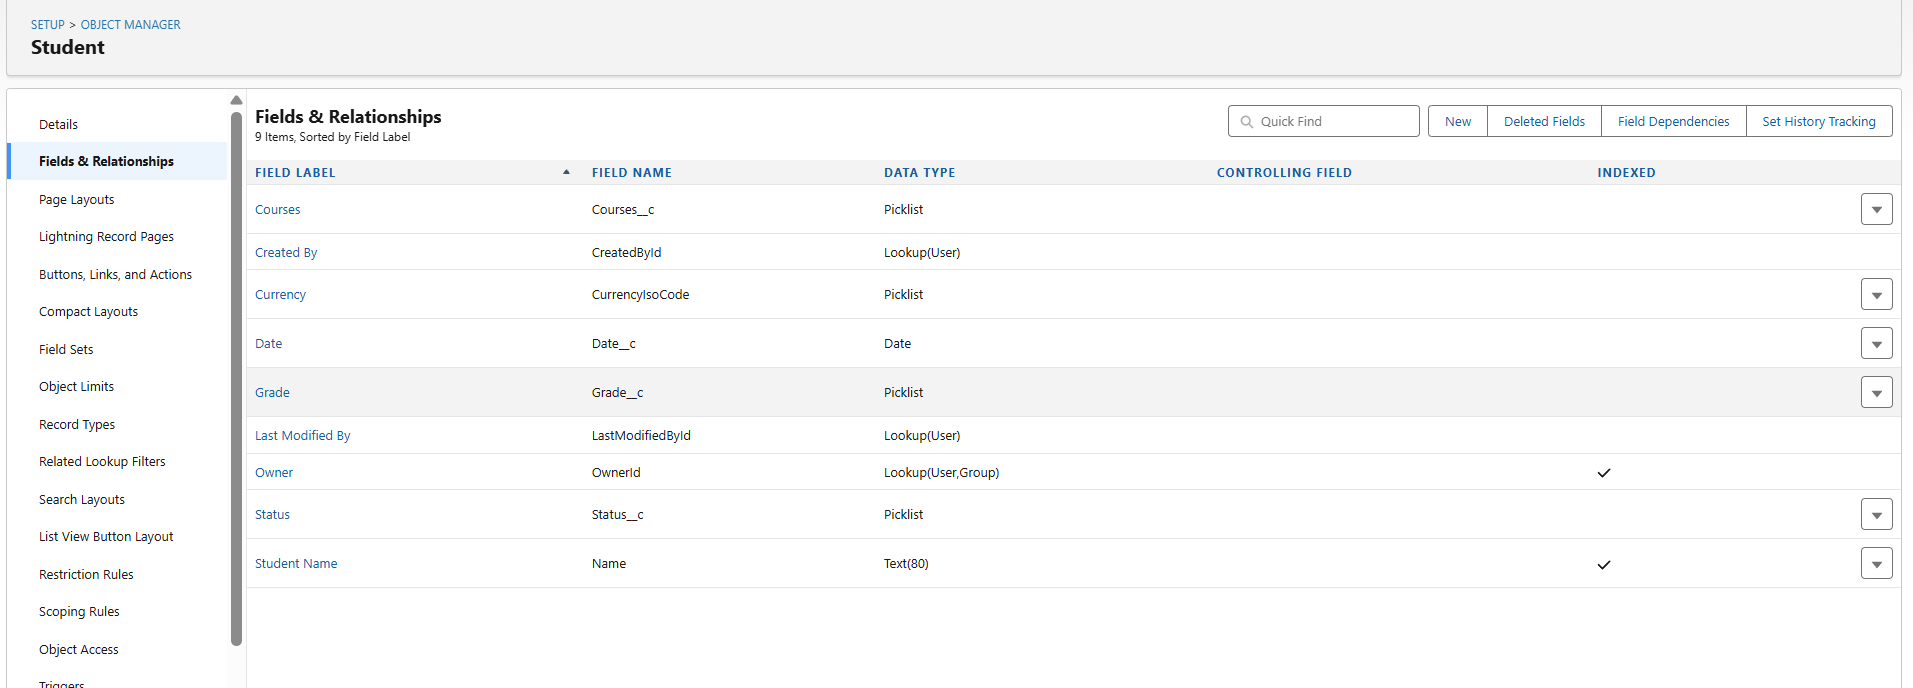 SETUP > OBJECT MANAGER
Student
Details
Fields & Relationships
Page Layouts
Lightning Record Pages
Buttons, Links, and Actions
Compact Layouts
Field Sets
Object Limits
Record Types
Related Lookup Filters
Search Layouts
List View Button Layout
Restriction Rules
Scoping Rules
Object Access
Triggers
Fields & Relationships
9 Items, Sorted by Field Label
Quick Find
New Deleted Fields Field Dependencies Set History Tracking
FIELD LABEL FIELD NAME DATA TYPE CONTROLLING FIELD INDEXED
Courses Courses__c Picklist
Created By CreatedById Lookup(User)
Currency CurrencyIsoCode Picklist
Date Date__c Date
Grade Grade__c Picklist
Last Modified By LastModifiedById Lookup(User)
Owner OwnerId Lookup(User,Group) ✓
Status Status__c Picklist
Student Name Name Text(80) ✓